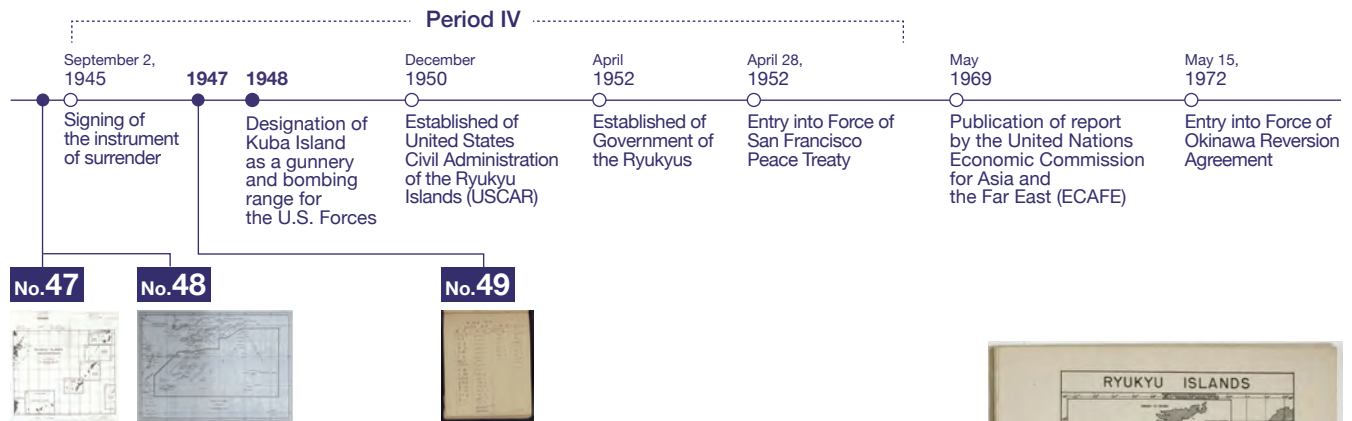 Period IV
September 2,
1945
Signing of
the instrument
of surrender
1947
1948
Designation of
Kuba Island
as a gunnery
and bombing
range for
the U.S. Forces
December
1950
Established of
United States
Civil Administration
of the Ryukyu
Islands (USCAR)
April
1952
Established of
Government of
the Ryukyus
April 28,
1952
Entry into Force of
San Francisco
Peace Treaty
May
1969
Publication of report
by the United Nations
Economic Commission
for Asia and
the Far East (ECAFE)
May 15,
1972
Entry into Force of
Okinawa Reversion
Agreement
No.47
No.48
No.49
RYUKYU ISLANDS